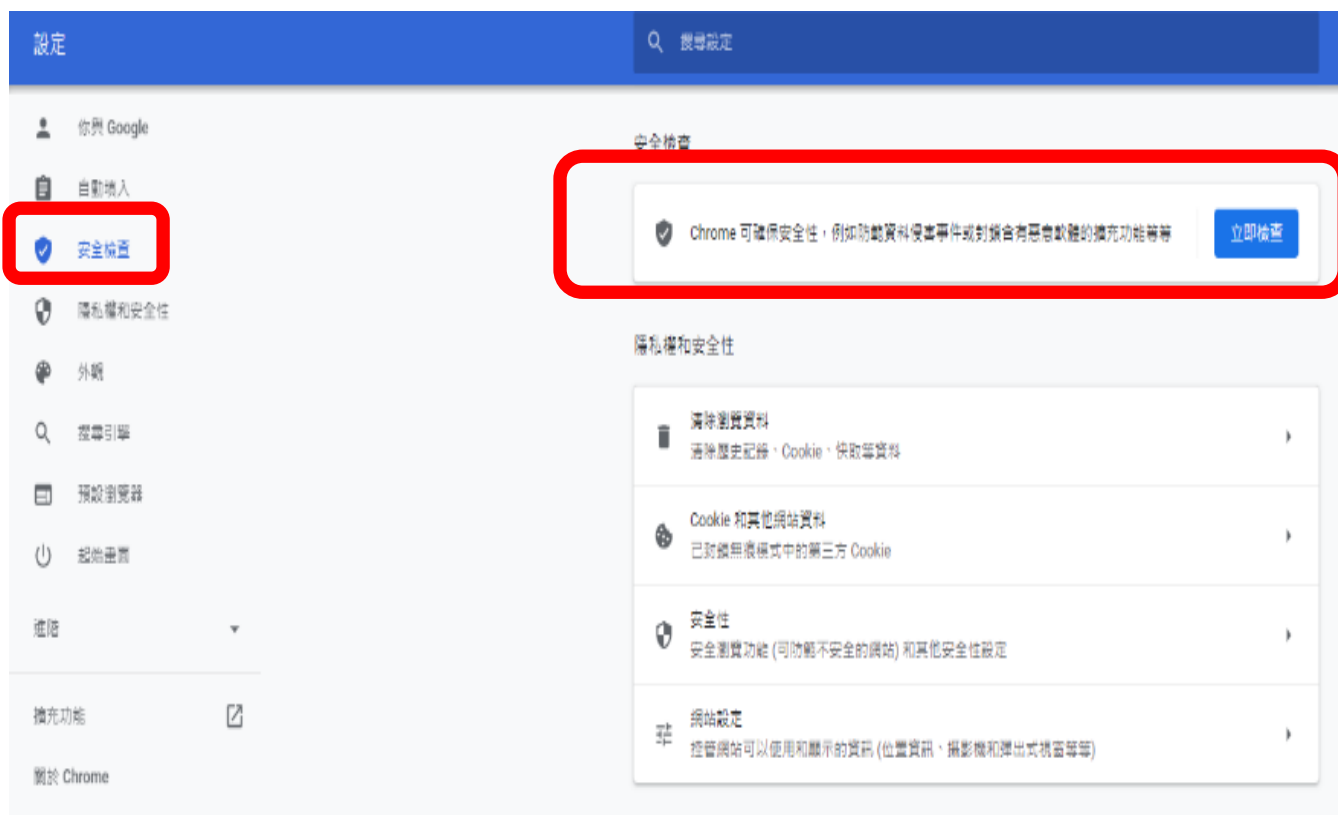 設定
搜尋設定
你與 Google
自動填入
安全檢查
隱私權和安全性
外觀
搜尋引擎
預設瀏覽器
起始畫面
進階
擴充功能
關於 Chrome
安全檢查
Chrome 可確保安全性，例如防範資料侵害事件或封鎖含有惡意軟體的擴充功能等等
立即檢查
隱私權和安全性
清除瀏覽資料
清除歷史記錄、Cookie、快取等資料
Cookie 和其他網站資料
已封鎖無痕模式中的第三方 Cookie
安全性
安全瀏覽功能 (可防範不安全的網站) 和其他安全性設定
網站設定
控管網站可以使用和顯示的資訊 (位置資訊、攝影機和彈出式視窗等等)